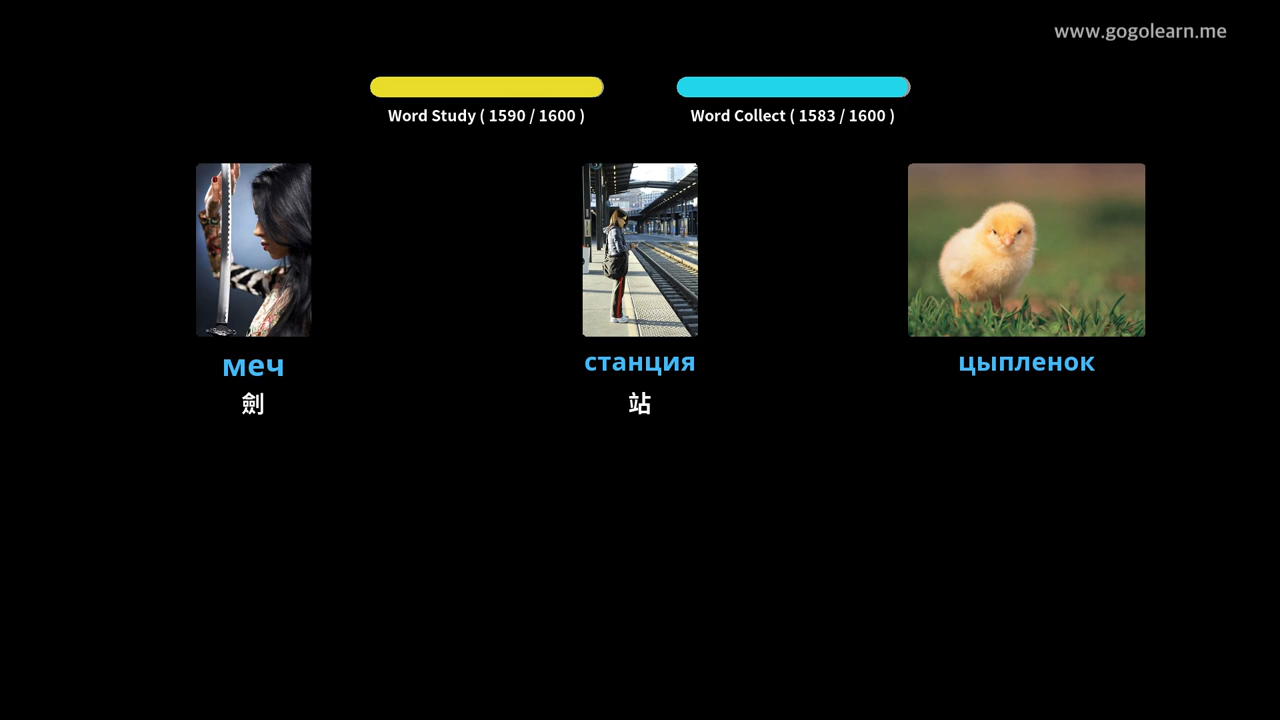 www.gogolearn.me
Word Study ( 1590 / 1600 )
Word Collect ( 1583 / 1600 )
меч
станция
цыпленок
劍
站